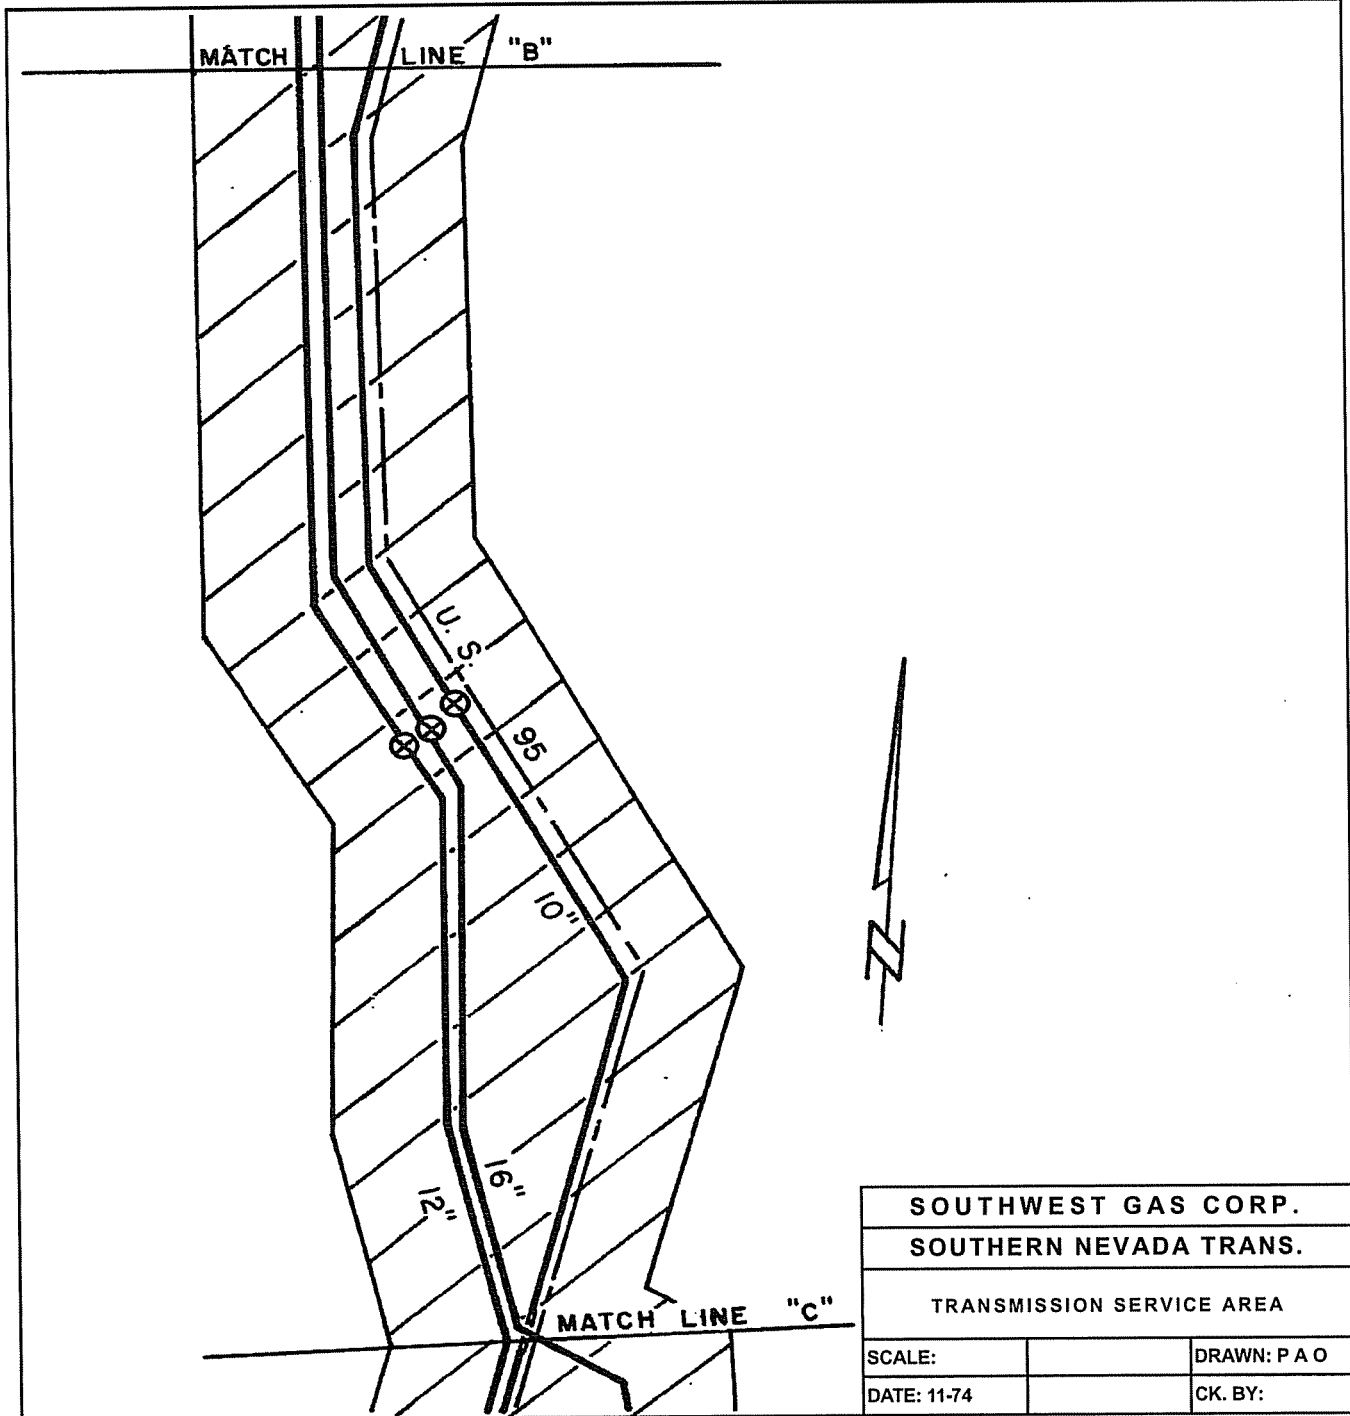 MATCH LINE "B"
U. S. 95
10"
16"
12"
N
MATCH LINE "C"
SOUTHWEST GAS CORP.
SOUTHERN NEVADA TRANS.
TRANSMISSION SERVICE AREA
SCALE:
DRAWN: P A O
DATE: 11-74
CK. BY: